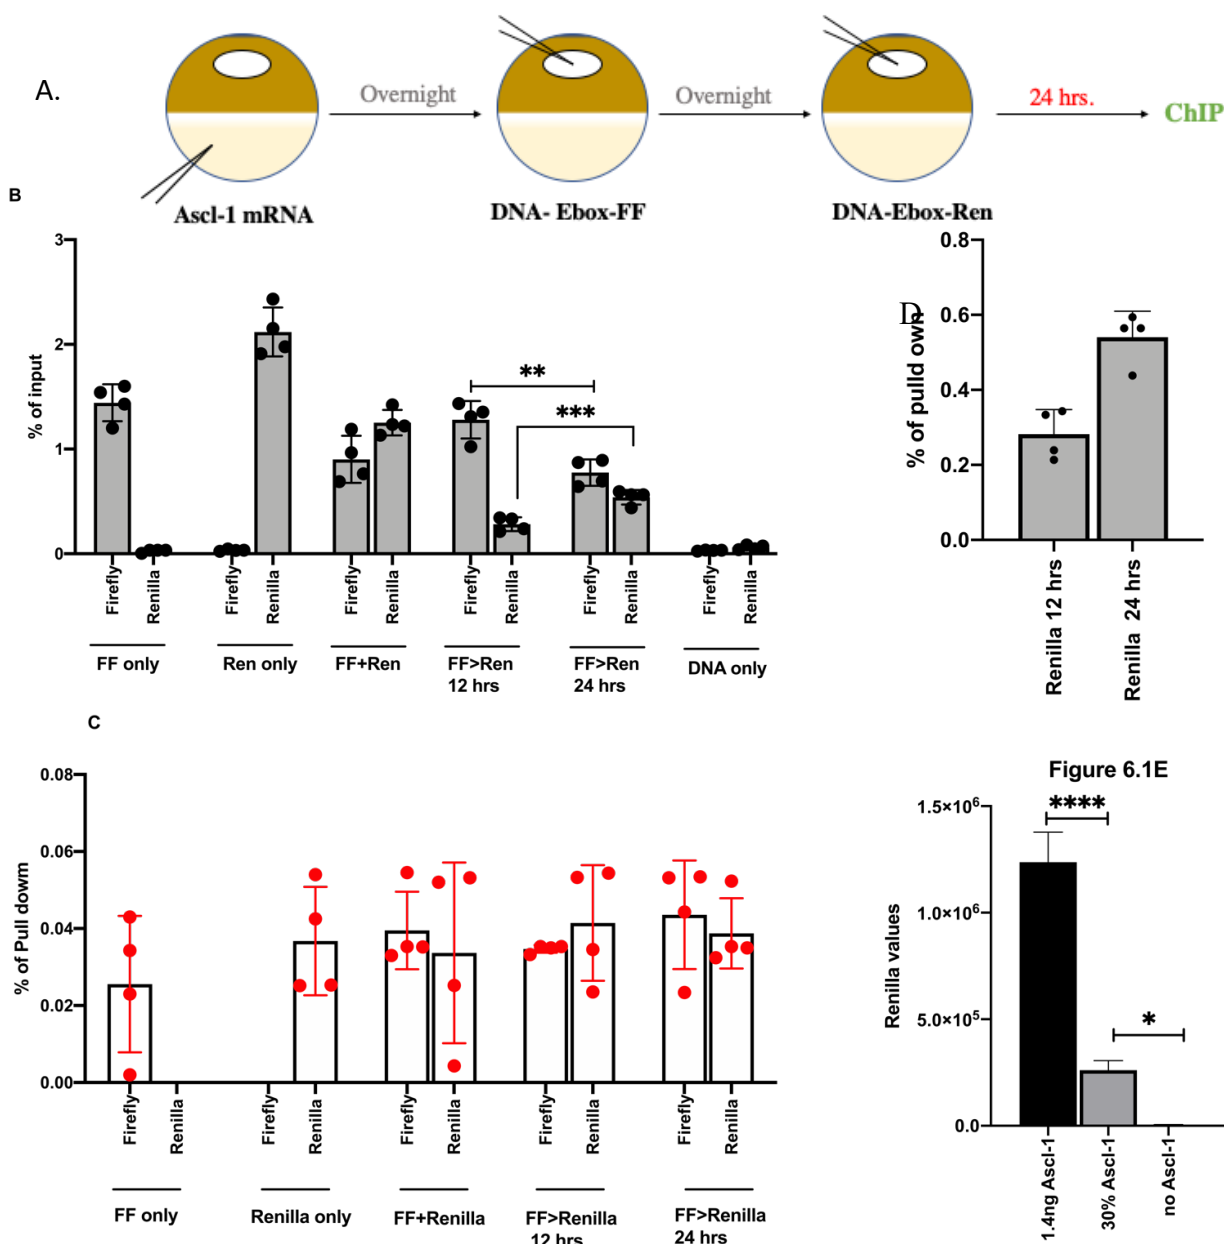 A.
Overnight
Overnight
24 hrs.
ChIP
Ascl-1 mRNA
DNA- Ebox-FF
DNA-Ebox-Ren
B
3
2
1
0
% of input
**
***
Firefly
Renilla
Firefly
Renilla
Firefly
Renilla
Firefly
Renilla
Firefly
Renilla
Firefly
Renilla
FF only
Ren only
FF+Ren
FF>Ren
12 hrs
FF>Ren
24 hrs
DNA only
D
0.8
0.6
0.4
0.2
0.0
% of pulld own
Renilla 12 hrs
Renilla 24 hrs
C
0.08
0.06
0.04
0.02
0.00
% of Pull dowm
Firefly
Renilla
Firefly
Renilla
Firefly
Renilla
Firefly
Renilla
Firefly
Renilla
FF only
Renilla only
FF+Renilla
FF>Renilla
12 hrs
FF>Renilla
24 hrs
Figure 6.1E
1.5×10⁶
1.0×10⁶
5.0×10⁵
0.0
Renilla values
****
*
1.4ng Ascl-1
30% Ascl-1
no Ascl-1